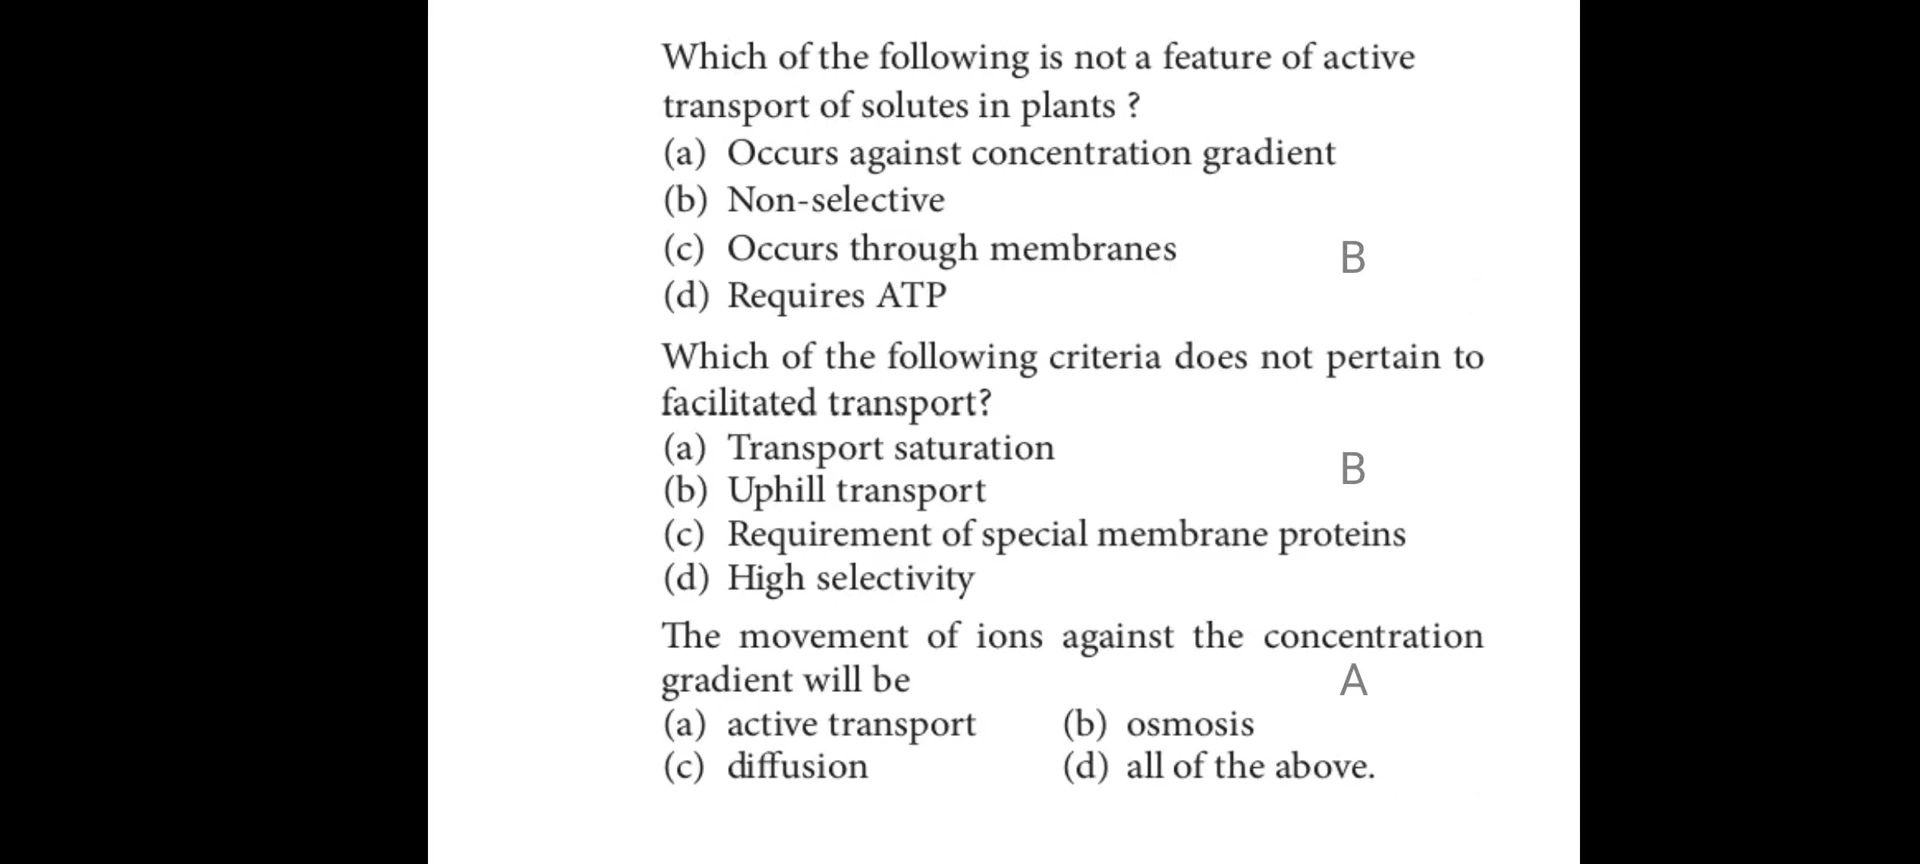 Which of the following is not a feature of active
transport of solutes in plants ?
(a) Occurs against concentration gradient
(b) Non-selective
(c) Occurs through membranes
B
(d) Requires ATP
Which of the following criteria does not pertain to
facilitated transport?
(a) Transport saturation
B
(b) Uphill transport
(c) Requirement of special membrane proteins
(d) High selectivity
The movement of ions against the concentration
gradient will be
A
(a) active transport (b) osmosis
(c) diffusion (d) all of the above.